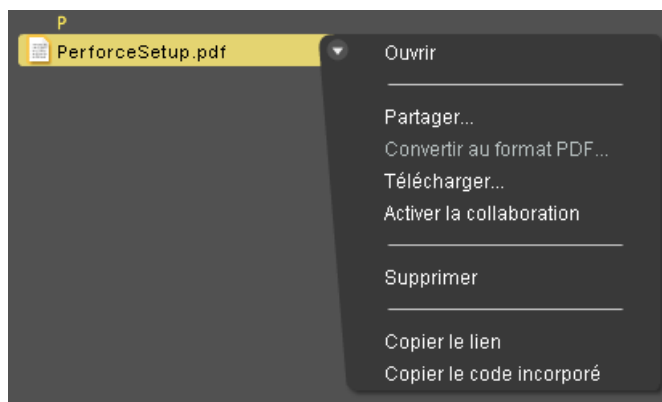 P
PerforceSetup.pdf
Ouvrir
Partager...
Convertir au format PDF...
Télécharger...
Activer la collaboration
Supprimer
Copier le lien
Copier le code incorporé